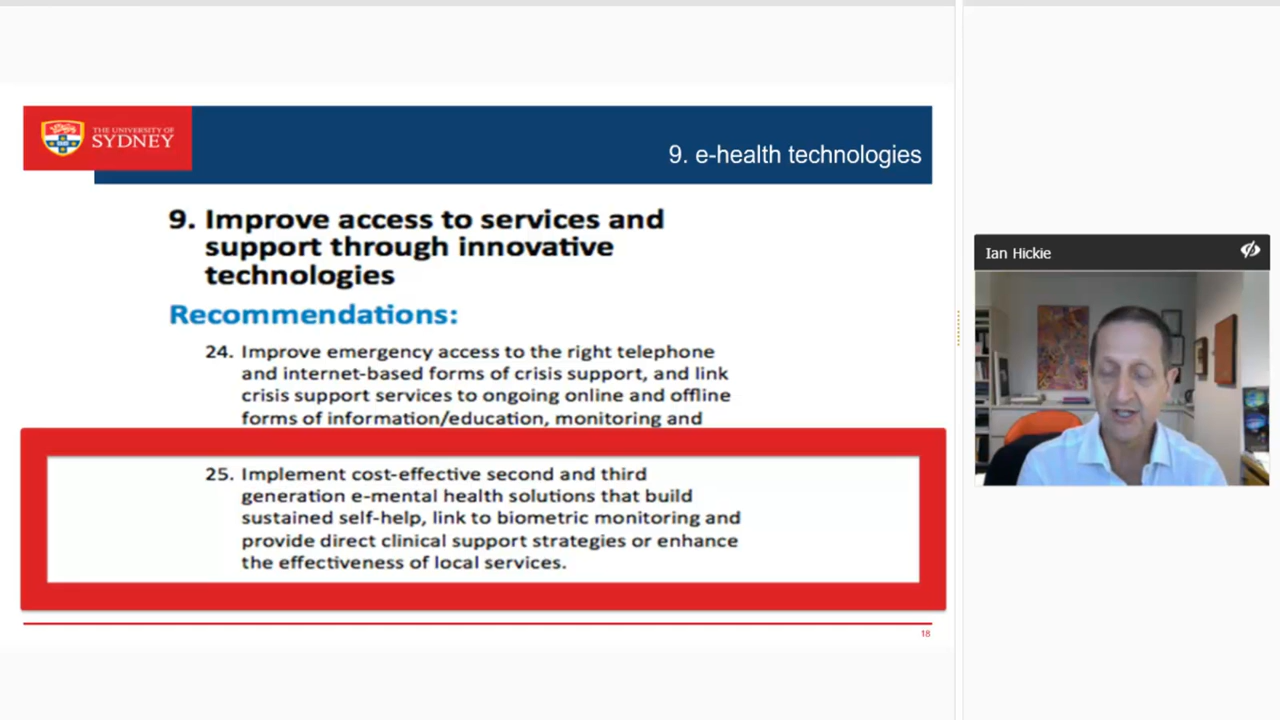 THE UNIVERSITY OF
SYDNEY
9. e-health technologies
9. Improve access to services and
support through innovative
technologies
Recommendations:
24. Improve emergency access to the right telephone
and internet-based forms of crisis support, and link
crisis support services to ongoing online and offline
forms of information/education, monitoring and
25. Implement cost-effective second and third
generation e-mental health solutions that build
sustained self-help, link to biometric monitoring and
provide direct clinical support strategies or enhance
the effectiveness of local services.
18
Ian Hickie